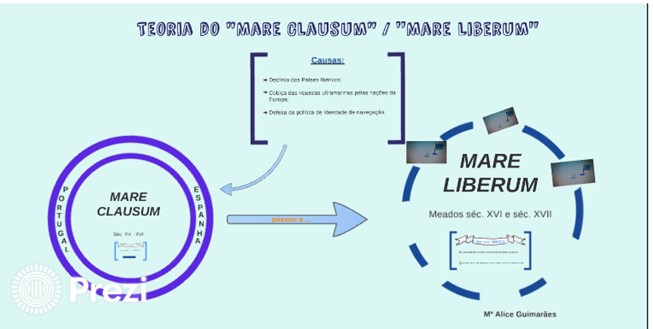 TEORIA DO "MARE CLAUSUM" / "MARE LIBERUM"
Causas:
➔ Declínio dos Países Ibéricos;
➔ Cobiça das riquezas ultramarinas pelas nações da
Europa;
➔ Defesa da política de liberdade de navegação
PORTUGAL
MARE
CLAUSUM
Séc. XV - XVI
ESPANHA
passou a ...
MARE
LIBERUM
Meados séc. XVI e séc. XVII
Prezi
Mª Alice Guimarães